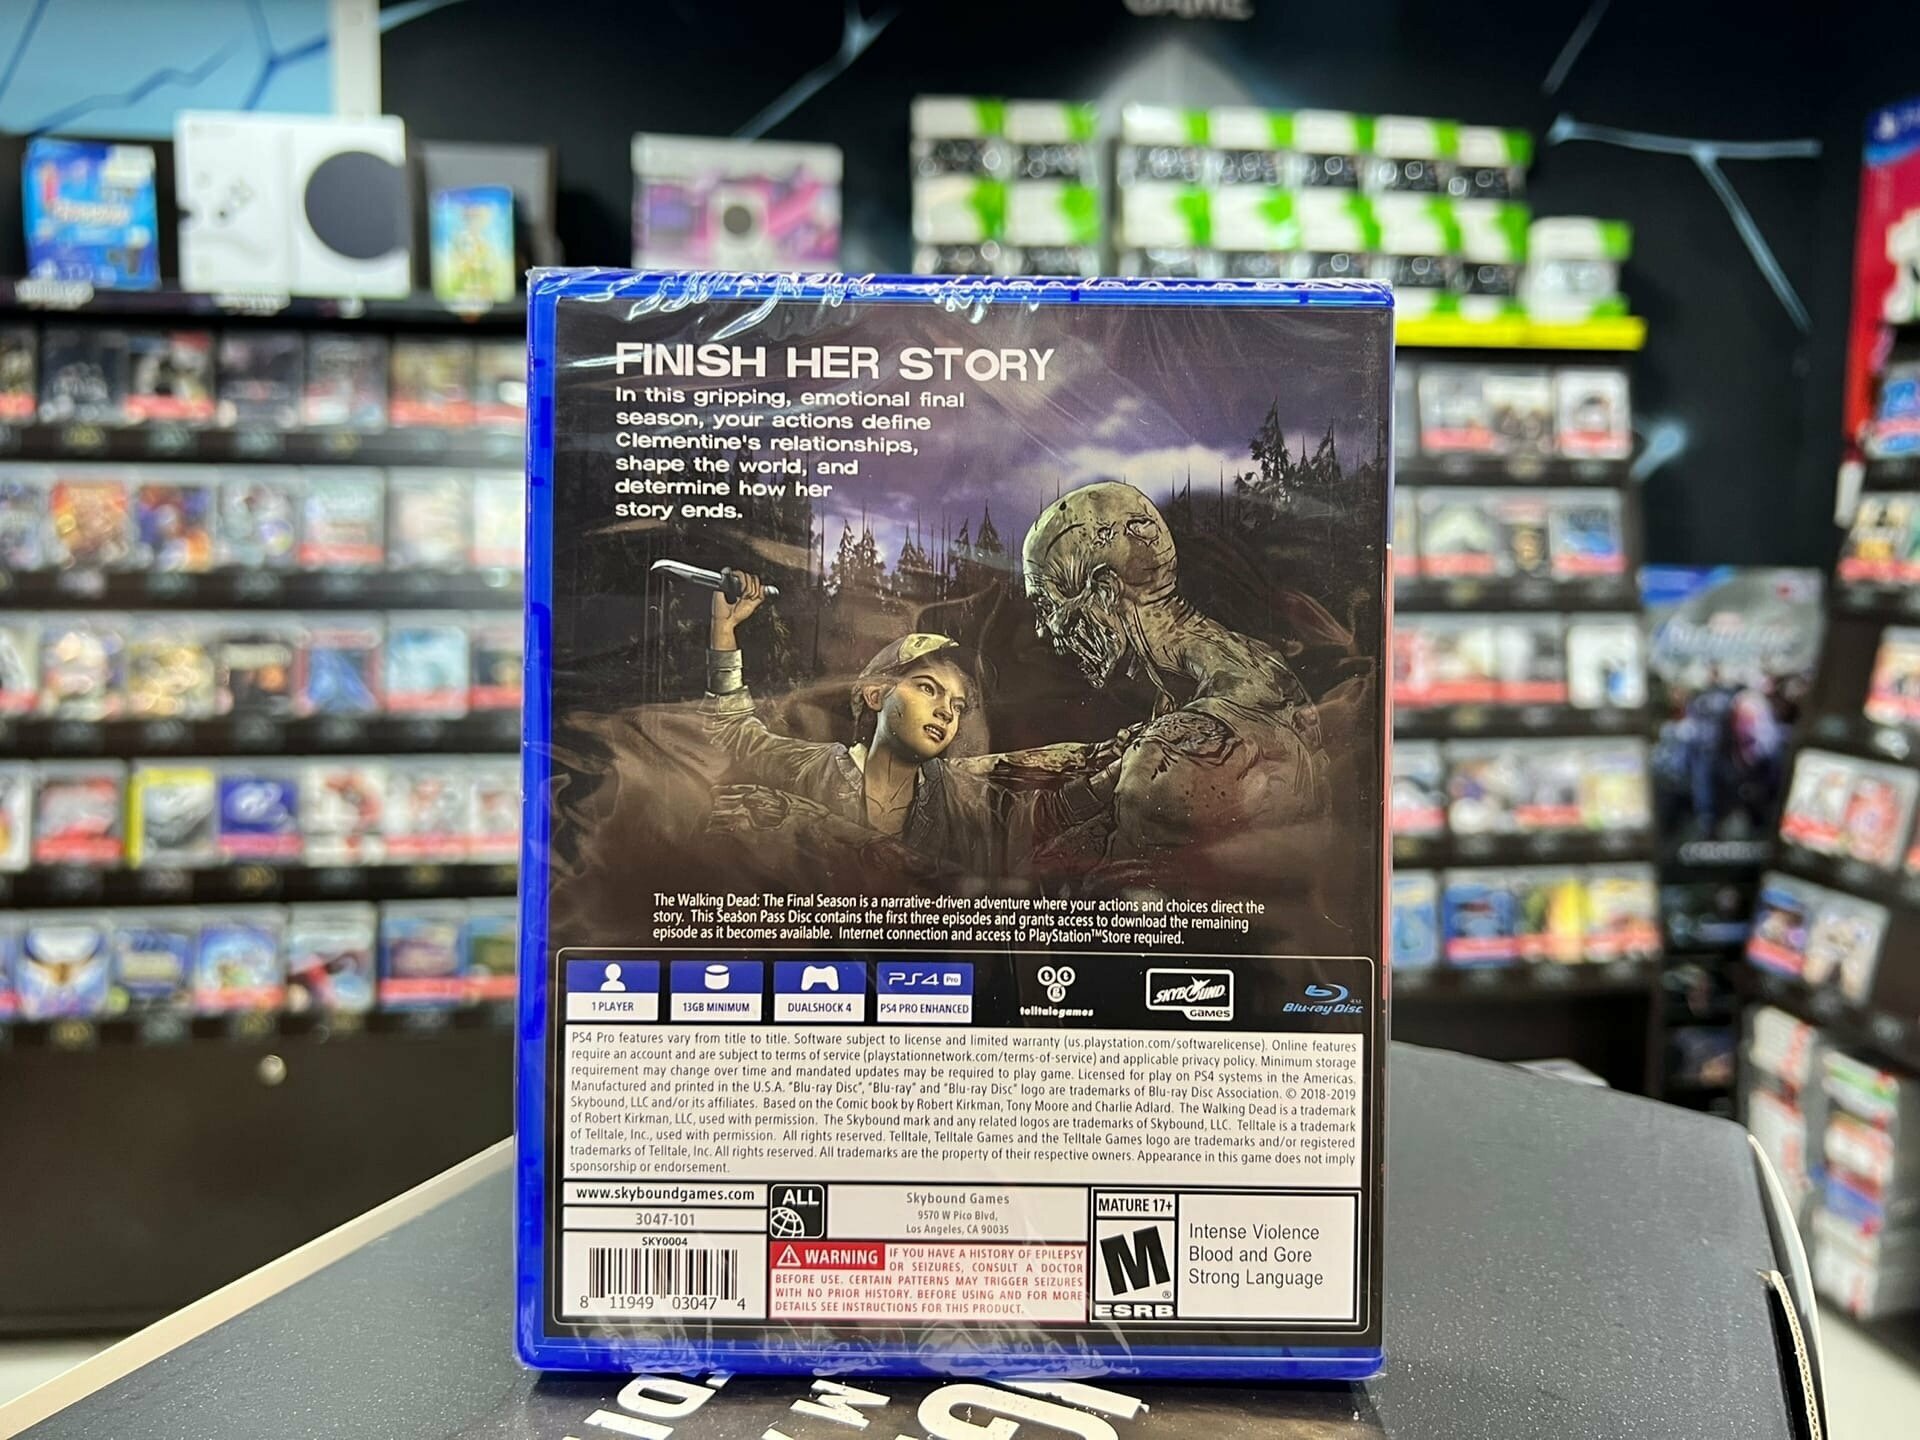 FINISH HER STORY
In this gripping, emotional final
season, your actions define
Clementine's relationships,
shape the world, and
determine how her
story ends.
The Walking Dead: The Final Season is a narrative-driven adventure where your actions and choices direct the
story. This Season Pass Disc contains the first three episodes and grants access to download the remaining
episode as it becomes available. Internet connection and access to PlayStation™Store required.
1 PLAYER
13GB MINIMUM
DUALSHOCK 4
PS4 Pro
PS4 PRO ENHANCED
ttg
telltalegames
SKYBOUND
GAMES
Blu-ray Disc
PS4 Pro features vary from title to title. Software subject to license and limited warranty (us.playstation.com/softwarelicense). Online features
require an account and are subject to terms of service (playstationnetwork.com/terms-of-service) and applicable privacy policy. Minimum storage
requirement may change over time and mandated updates may be required to play game. Licensed for play on PS4 systems in the Americas.
Manufactured and printed in the U.S.A. "Blu-ray Disc", "Blu-ray" and "Blu-ray Disc" logo are trademarks of Blu-ray Disc Association. © 2018-2019
Skybound, LLC and/or its affiliates. Based on the Comic book by Robert Kirkman, Tony Moore and Charlie Adlard. The Walking Dead is a trademark
of Robert Kirkman, LLC, used with permission. The Skybound mark and any related logos are trademarks of Skybound, LLC. Telltale is a trademark
of Telltale, Inc., used with permission. All rights reserved. Telltale, Telltale Games and the Telltale Games logo are trademarks and/or registered
trademarks of Telltale, Inc. All rights reserved. All trademarks are the property of their respective owners. Appearance in this game does not imply
sponsorship or endorsement.
www.skyboundgames.com
3047-101
SKY0004
8 11949 03047 4
ALL
Skybound Games
9570 W Pico Blvd,
Los Angeles, CA 90035
WARNING IF YOU HAVE A HISTORY OF EPILEPSY
OR SEIZURES, CONSULT A DOCTOR
BEFORE USE. CERTAIN PATTERNS MAY TRIGGER SEIZURES
WITH NO PRIOR HISTORY. BEFORE USING AND FOR MORE
DETAILS SEE INSTRUCTIONS FOR THIS PRODUCT.
MATURE 17+
M
®
ESRB
Intense Violence
Blood and Gore
Strong Language